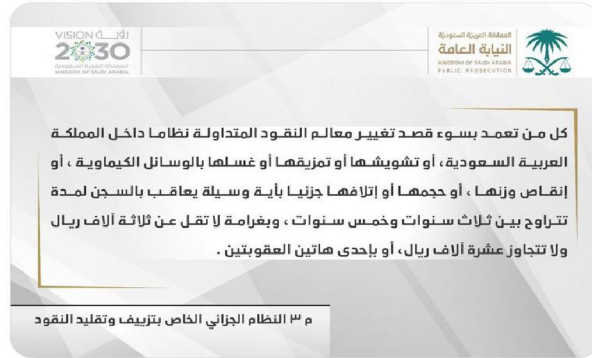 رؤيــة VISION
2030
المملكة العربية السعودية
KINGDOM OF SAUDI ARABIA
المملكة العربية السعودية
النيابة العامة
KINGDOM OF SAUDI ARABIA
PUBLIC PROSECUTION
كل من تعمد بسوء قصد تغيير معالم النقود المتداولة نظاما داخل المملكة
العربية السعودية، أو تشويشها أو تمزيقها أو غسلها بالوسائل الكيماوية ، أو
إنقاص وزنها ، أو حجمها أو إتلافها جزئيا بأية وسيلة يعاقب بالسجن لمدة
تتراوح بين ثلاث سنوات وخمس سنوات ، وبغرامة لا تقل عن ثلاثة آلاف ريال
ولا تتجاوز عشرة آلاف ريال، أو بإحدى هاتين العقوبتين .
م ٣ النظام الجزائي الخاص بتزييف وتقليد النقود